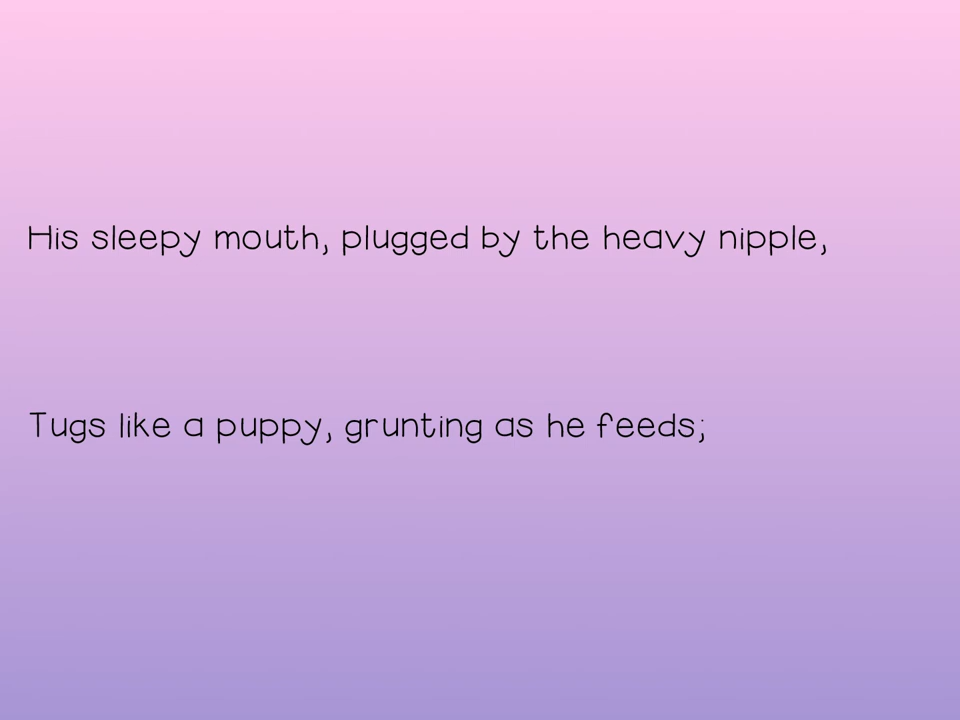 His sleepy mouth, plugged by the heavy nipple,
Tugs like a puppy, grunting as he feeds;